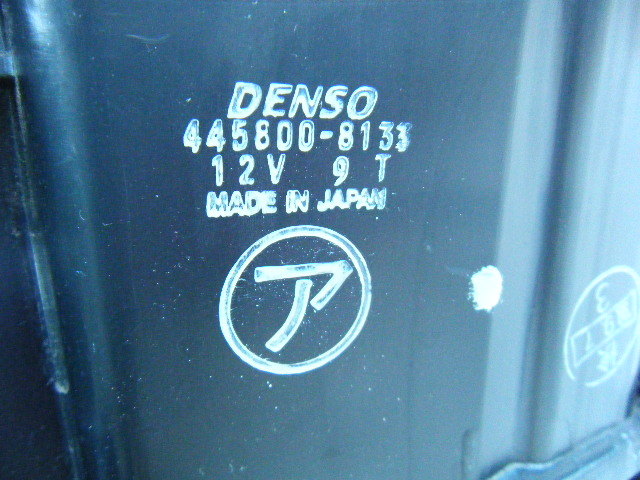 DENSO
445800-8133
12V 9T
MADE IN JAPAN
ア